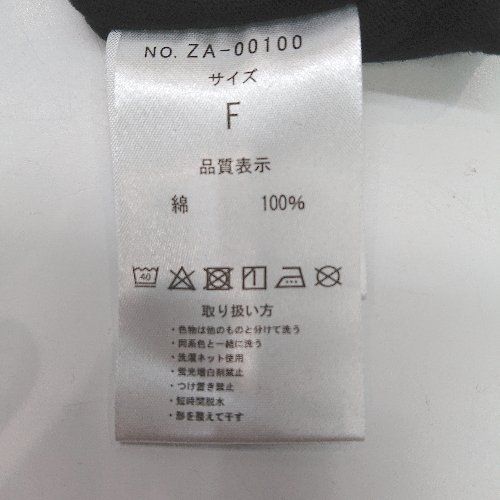 NO. ZA-00100
サイズ
F
品質表示
綿 100%
40
取り扱い方
・色物は他のものと分けて洗う
・同系色と一緒に洗う
・洗濯ネット使用
・蛍光増白剤禁止
・つけ置き禁止
・短時間脱水
・形を整えて干す